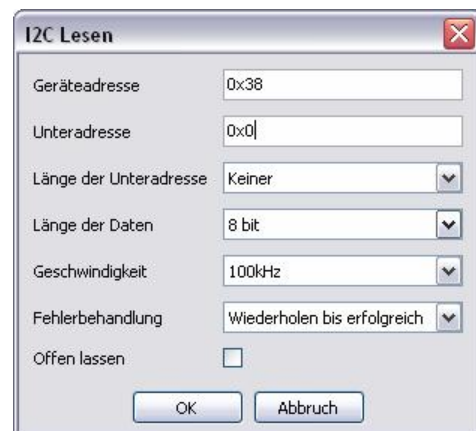 I2C Lesen
Geräteadresse 0x38
Unteradresse 0x0
Länge der Unteradresse Keiner
Länge der Daten 8 bit
Geschwindigkeit 100kHz
Fehlerbehandlung Wiederholen bis erfolgreich
Offen lassen
OK Abbruch